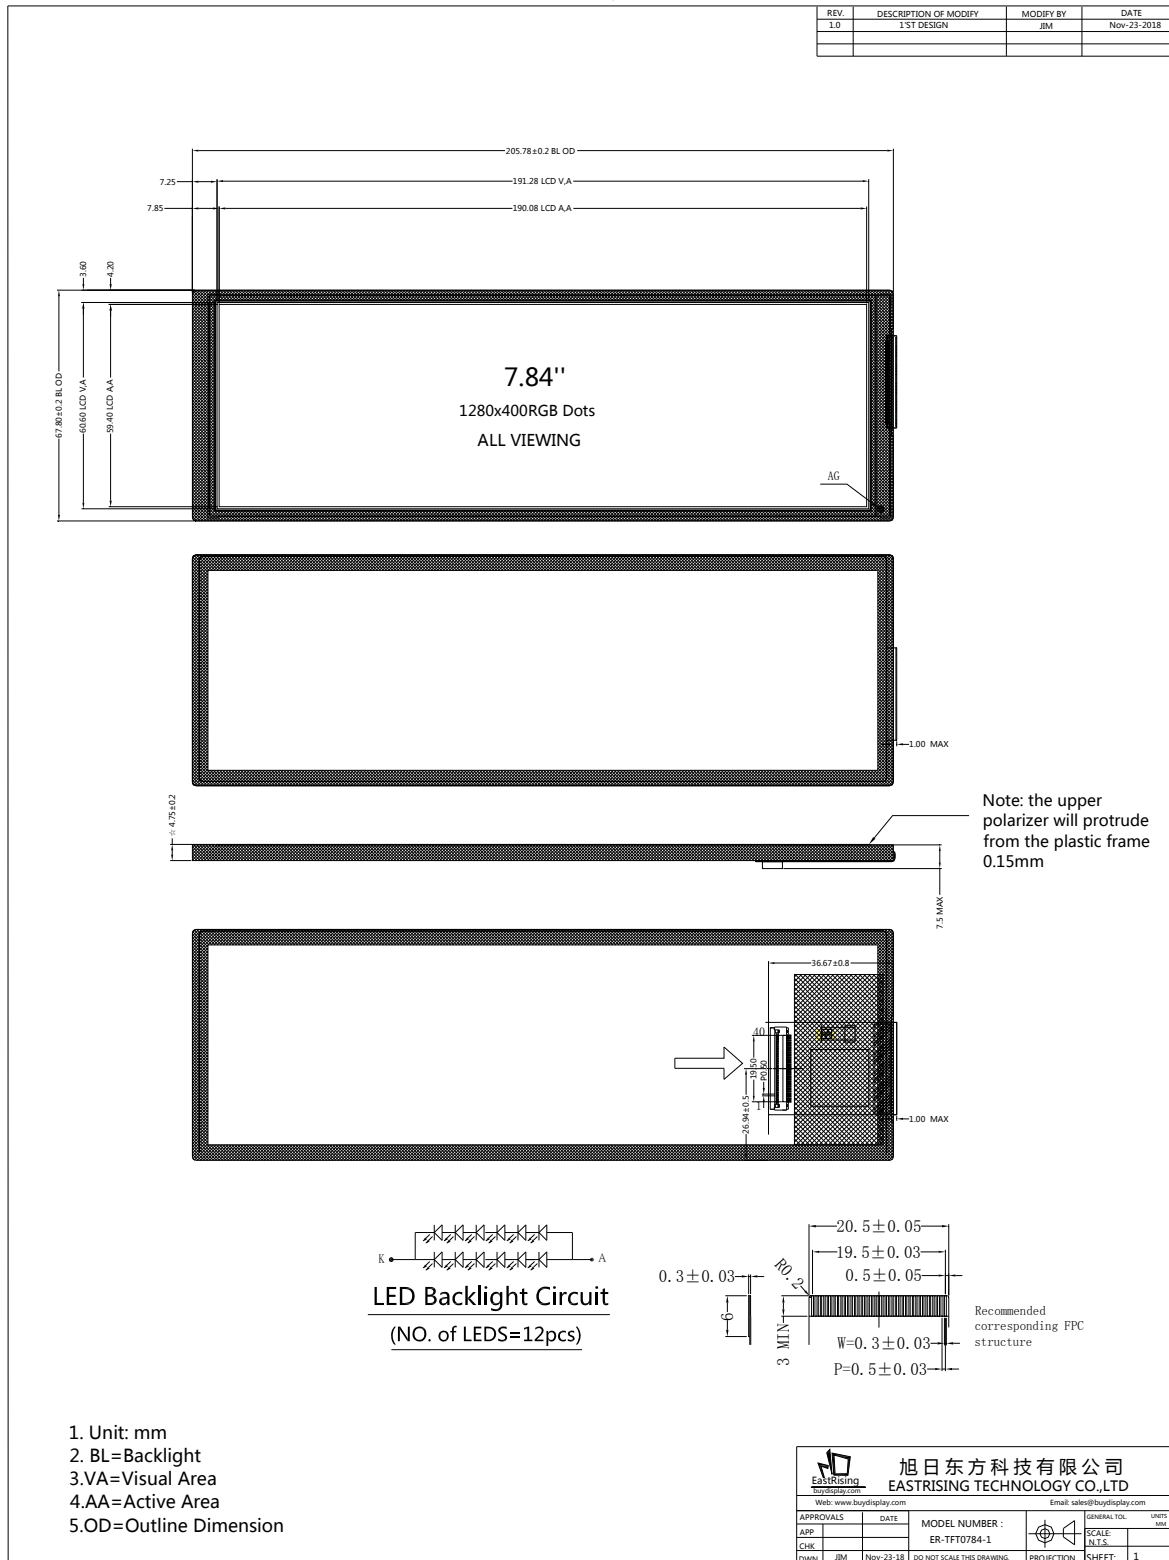 REV. DESCRIPTION OF MODIFY MODIFY BY DATE
1.0 1'ST DESIGN JIM Nov-23-2018
205.78±0.2 BL OD
7.25 191.28 LCD V,A
7.85 190.08 LCD A,A
3.60
4.20
67.80±0.2 BL OD
60.60 LCD V,A
59.40 LCD A,A
7.84''
1280x400RGB Dots
ALL VIEWING
AG
1.00 MAX
☆ 4.75±0.2
Note: the upper
polarizer will protrude
from the plastic frame
0.15mm
7.5 MAX
36.67±0.8
40
19.50
P0.50
1
26.94±0.5
1.00 MAX
K A
LED Backlight Circuit
(NO. of LEDS=12pcs)
20.5±0.05
19.5±0.03
0.3±0.03 R0.2 0.5±0.05
6
3 MIN
W=0.3±0.03
P=0.5±0.03
Recommended
corresponding FPC
structure
1. Unit: mm
2. BL=Backlight
3.VA=Visual Area
4.AA=Active Area
5.OD=Outline Dimension
EastRising
buydisplay.com
旭日东方科技有限公司
EASTRISING TECHNOLOGY CO.,LTD
Web: www.buydisplay.com Email: sales@buydisplay.com
APPROVALS DATE MODEL NUMBER : GENERAL TOL. UNITS
MM
APP ER-TFT0784-1 SCALE:
CHK N.T.S.
DWN JIM Nov-23-18 DO NOT SCALE THIS DRAWING. PROJECTION SHEET: 1